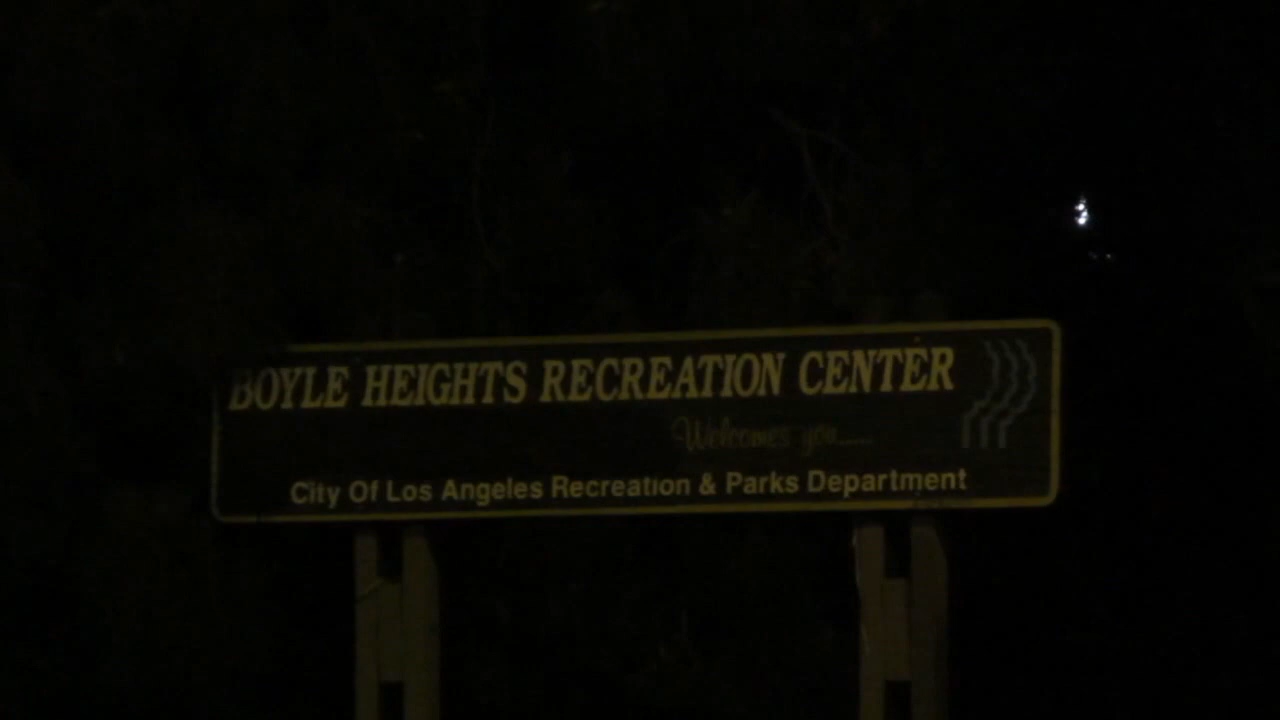 BOYLE HEIGHTS RECREATION CENTER
Welcomes you.....
City Of Los Angeles Recreation & Parks Department